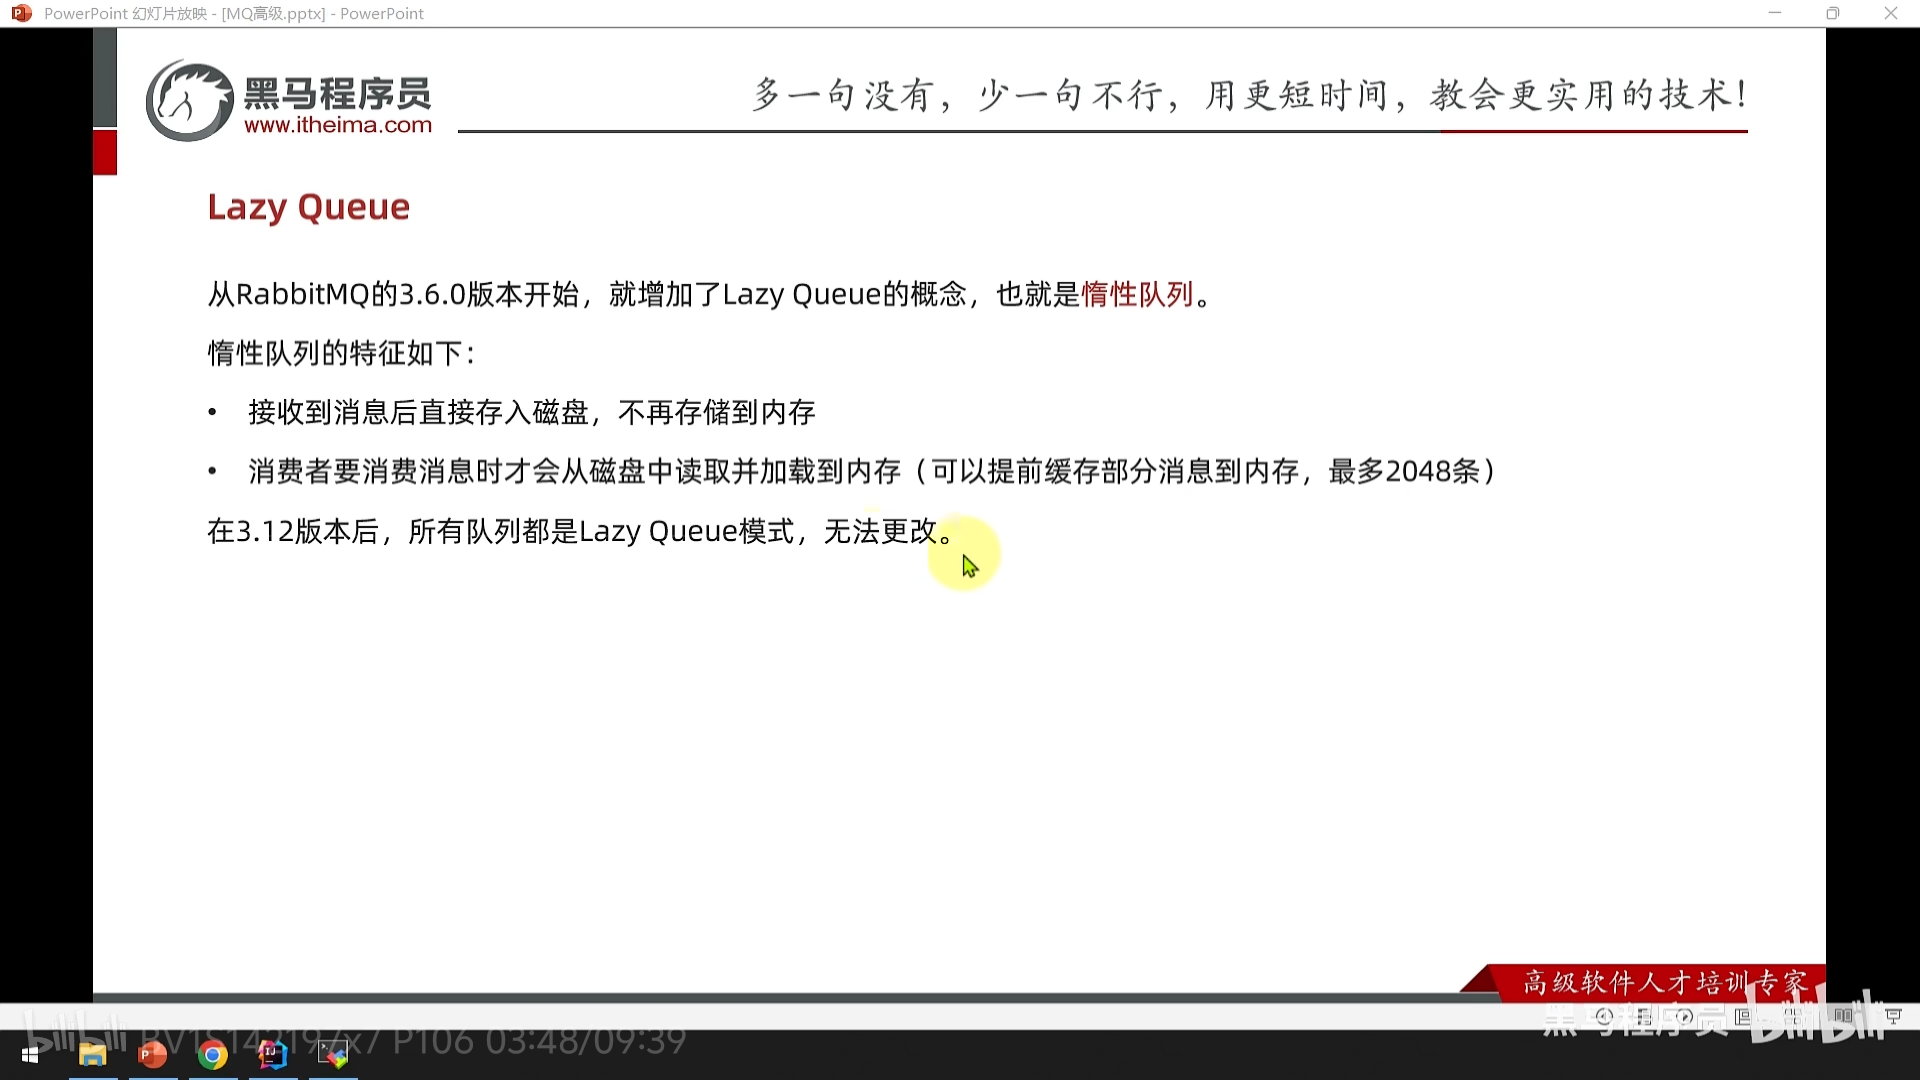 PowerPoint 幻灯片放映 - [MQ高级.pptx] - PowerPoint
黑马程序员
www.itheima.com
多一句没有，少一句不行，用更短时间，教会更实用的技术！
Lazy Queue
从RabbitMQ的3.6.0版本开始，就增加了Lazy Queue的概念，也就是惰性队列。
惰性队列的特征如下：
• 接收到消息后直接存入磁盘，不再存储到内存
• 消费者要消费消息时才会从磁盘中读取并加载到内存（可以提前缓存部分消息到内存，最多2048条）
在3.12版本后，所有队列都是Lazy Queue模式，无法更改。
高级软件人才培训专家
黑马程序员 bilibili
bilibili P106 03:48/09:39